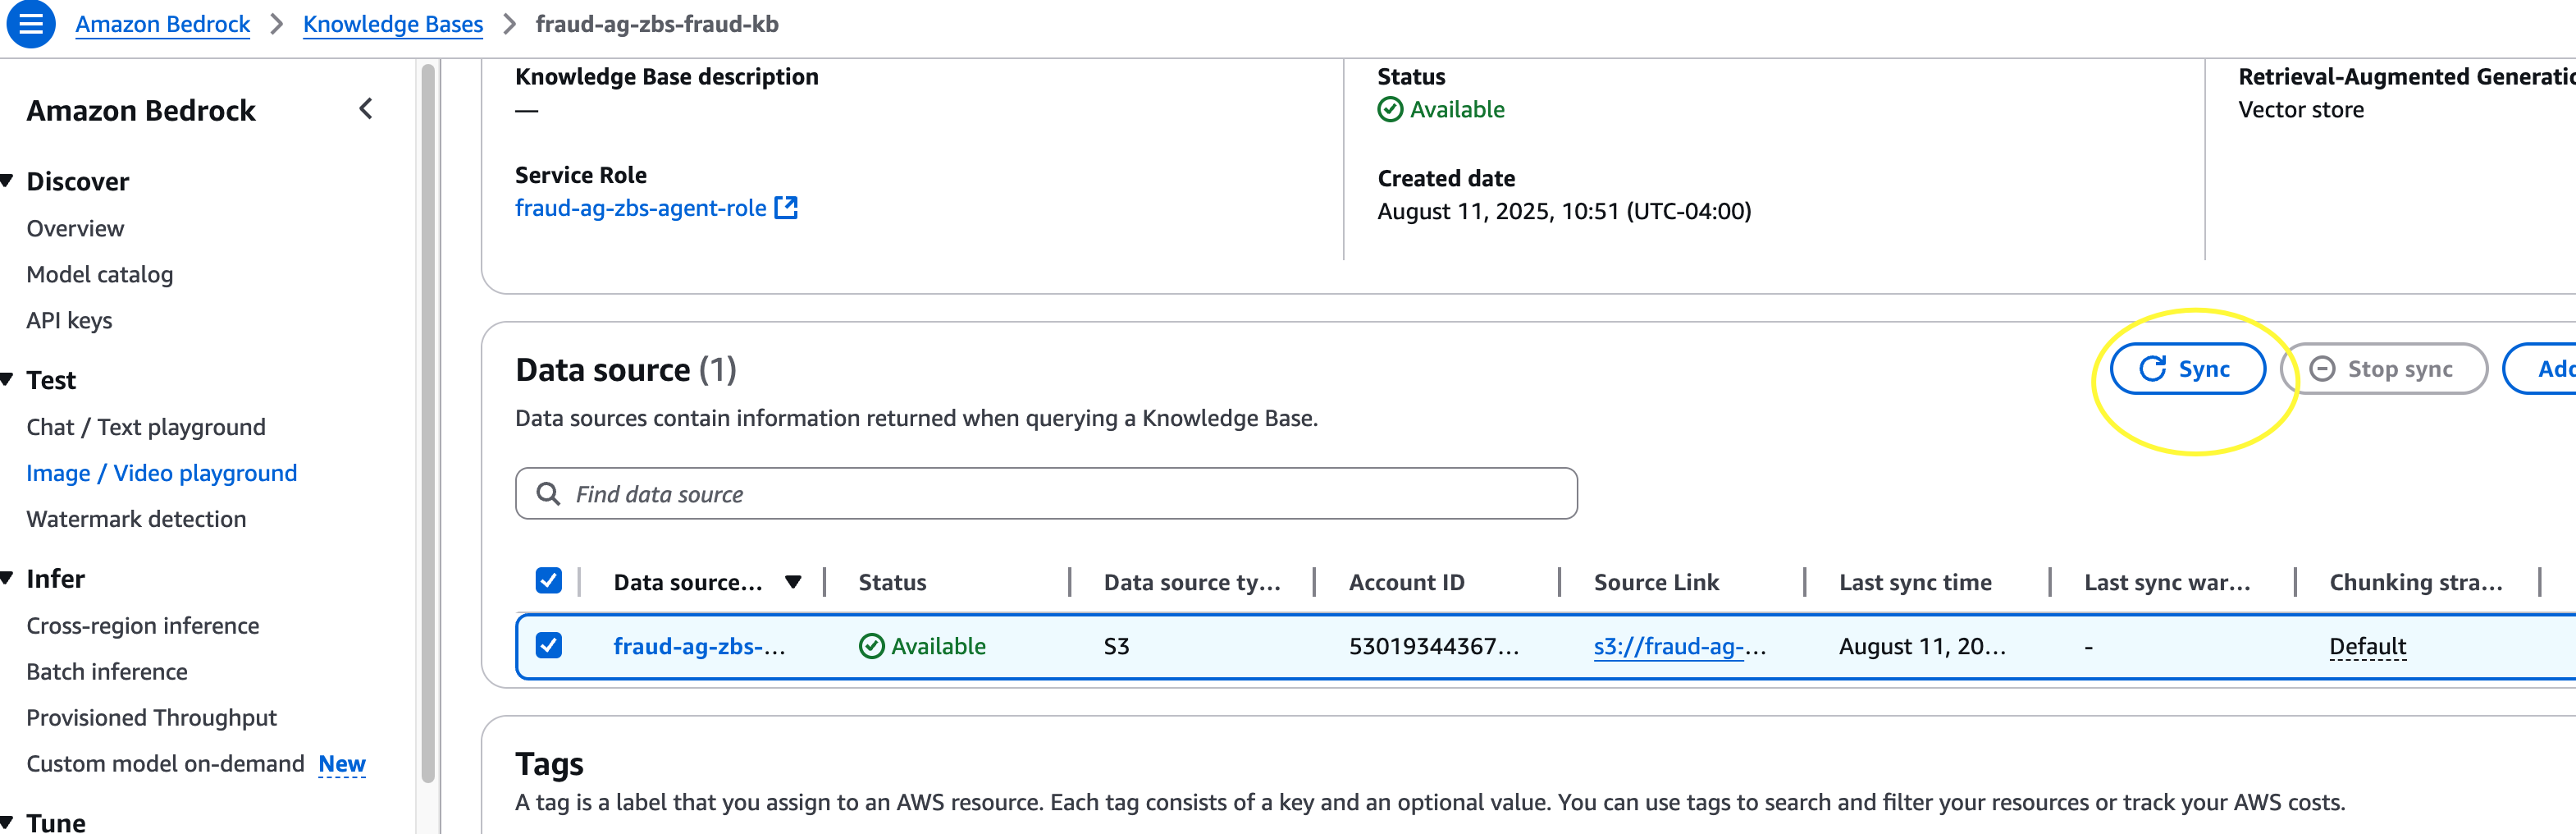 Amazon Bedrock > Knowledge Bases > fraud-ag-zbs-fraud-kb
Amazon Bedrock
Discover
Overview
Model catalog
API keys
Test
Chat / Text playground
Image / Video playground
Watermark detection
Infer
Cross-region inference
Batch inference
Provisioned Throughput
Custom model on-demand New
Tune
Knowledge Base description
—
Service Role
fraud-ag-zbs-agent-role
Status
Available
Created date
August 11, 2025, 10:51 (UTC-04:00)
Retrieval-Augmented Generatio
Vector store
Data source (1)
Sync
Stop sync
Add
Data sources contain information returned when querying a Knowledge Base.
Find data source
Data source... Status Data source ty... Account ID Source Link Last sync time Last sync war... Chunking stra...
fraud-ag-zbs-... Available S3 53019344367... s3://fraud-ag-... August 11, 20... - Default
Tags
A tag is a label that you assign to an AWS resource. Each tag consists of a key and an optional value. You can use tags to search and filter your resources or track your AWS costs.